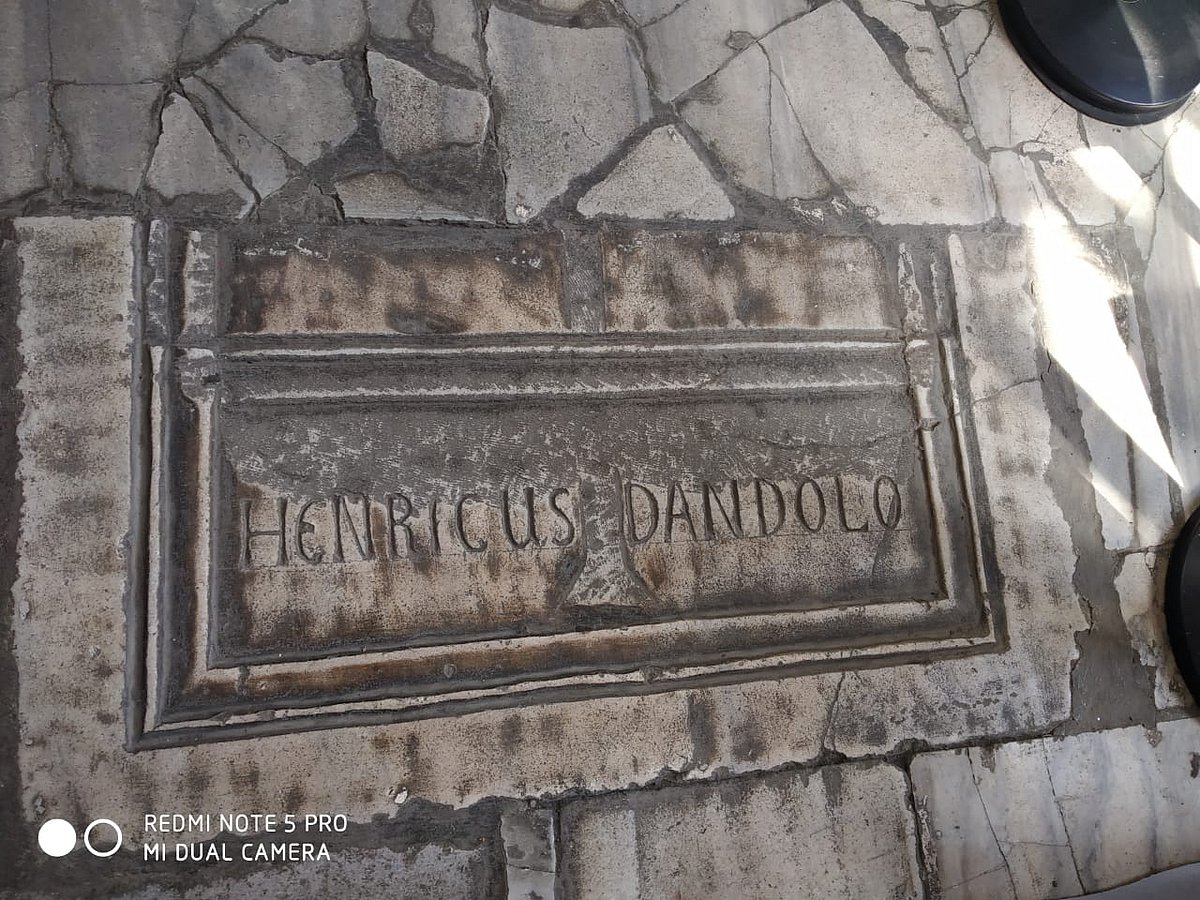 HENRICUS DANDOLO
REDMI NOTE 5 PRO
MI DUAL CAMERA